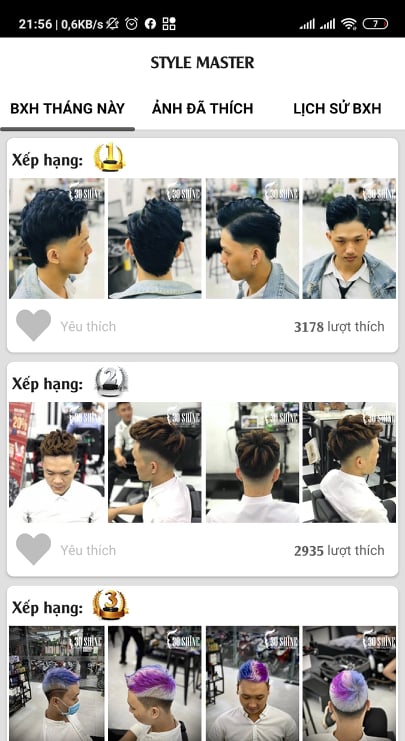 21:56 | 0,6KB/s
7
STYLE MASTER
BXH THÁNG NÀY
ẢNH ĐÃ THÍCH
LỊCH SỬ BXH
Xếp hạng: 1
30 SHINE 30 SHINE 30 SHINE 30 SHINE
Yêu thích
3178 lượt thích
Xếp hạng: 2
20%
30 SHINE 30 SHINE 30 SHINE 30 SHINE
Yêu thích
2935 lượt thích
Xếp hạng: 3
30 SHINE 30 SHINE 30 SHINE 30 SHINE